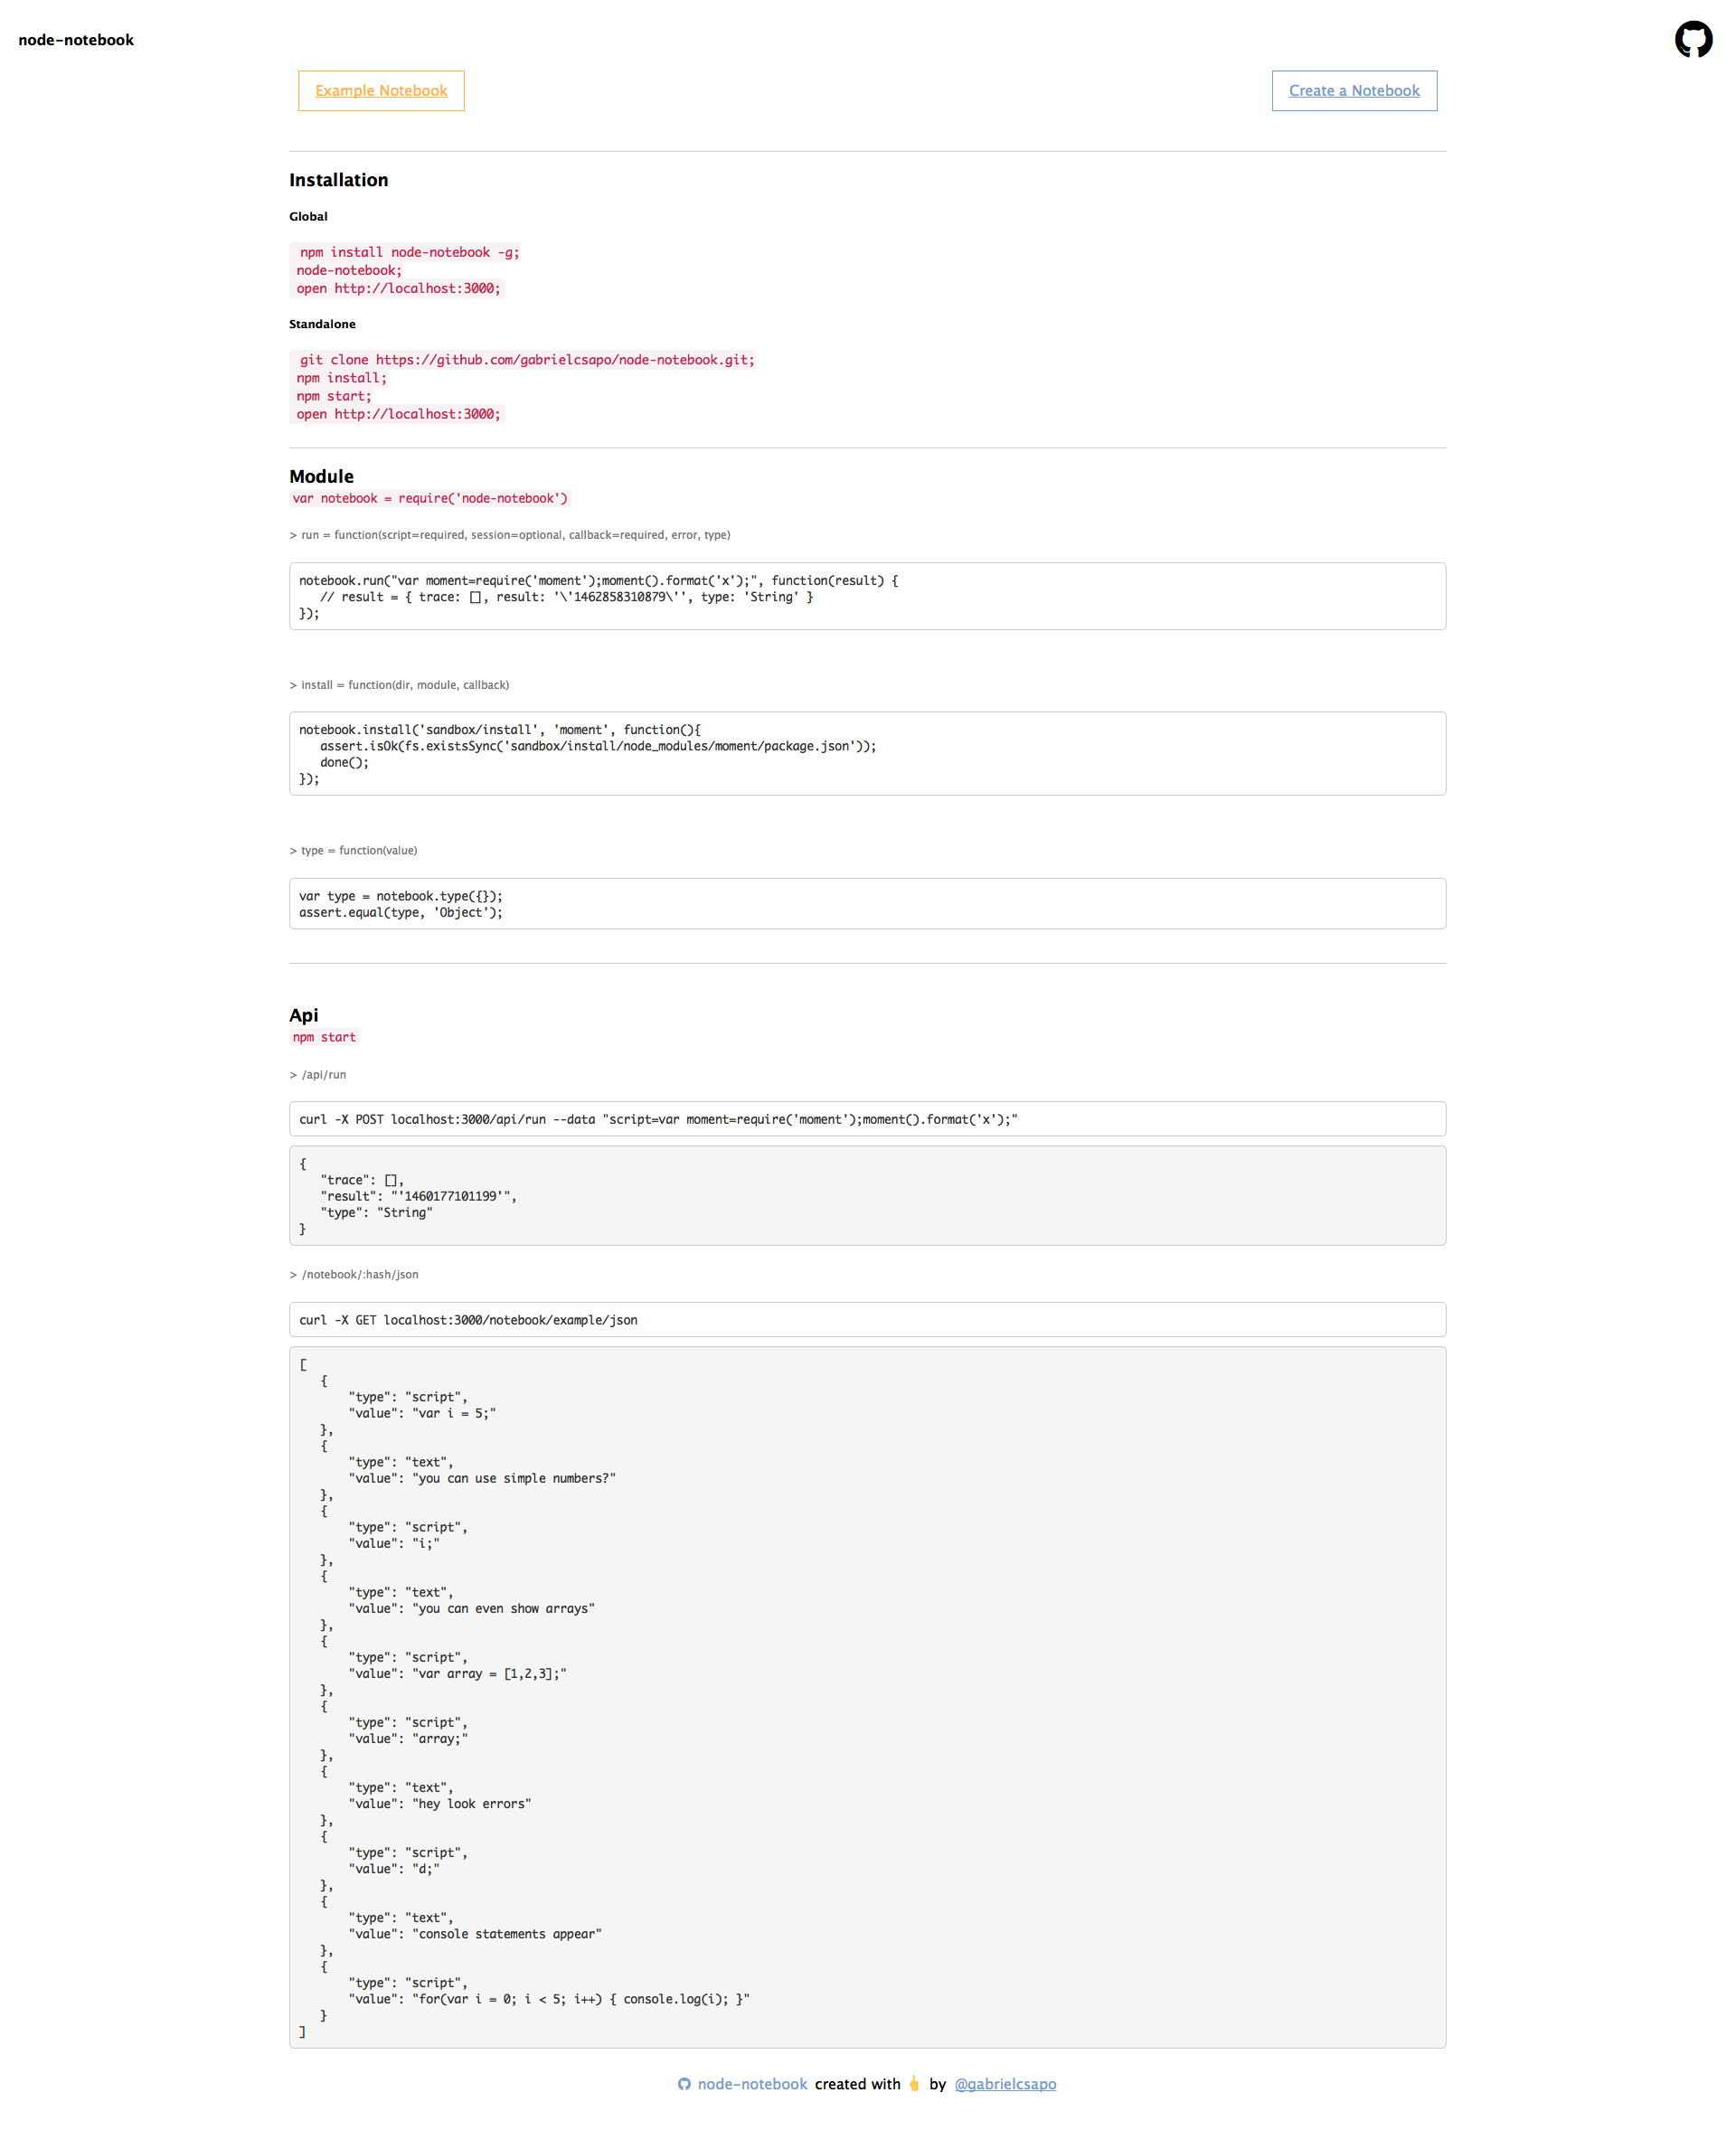 node-notebook
Example Notebook
Create a Notebook
Installation
Global
npm install node-notebook -g;
node-notebook;
open http://localhost:3000;
Standalone
git clone https://github.com/gabrielcsapo/node-notebook.git;
npm install;
npm start;
open http://localhost:3000;
Module
var notebook = require('node-notebook')
> run = function(script=required, session=optional, callback=required, error, type)
notebook.run("var moment=require('moment');moment().format('x');", function(result) {
   // result = { trace: [], result: '\'1462858310879\'', type: 'String' }
});
> install = function(dir, module, callback)
notebook.install('sandbox/install', 'moment', function(){
   assert.isOk(fs.existsSync('sandbox/install/node_modules/moment/package.json'));
   done();
});
> type = function(value)
var type = notebook.type({});
assert.equal(type, 'Object');
Api
npm start
> /api/run
curl -X POST localhost:3000/api/run --data "script=var moment=require('moment');moment().format('x');"
{
   "trace": [],
   "result": "'1460177101199'",
   "type": "String"
}
> /notebook/:hash/json
curl -X GET localhost:3000/notebook/example/json
[
   {
       "type": "script",
       "value": "var i = 5;"
   },
   {
       "type": "text",
       "value": "you can use simple numbers?"
   },
   {
       "type": "script",
       "value": "i;"
   },
   {
       "type": "text",
       "value": "you can even show arrays"
   },
   {
       "type": "script",
       "value": "var array = [1,2,3];"
   },
   {
       "type": "script",
       "value": "array;"
   },
   {
       "type": "text",
       "value": "hey look errors"
   },
   {
       "type": "script",
       "value": "d;"
   },
   {
       "type": "text",
       "value": "console statements appear"
   },
   {
       "type": "script",
       "value": "for(var i = 0; i < 5; i++) { console.log(i); }"
   }
]
node-notebook created with 👆 by @gabrielcsapo